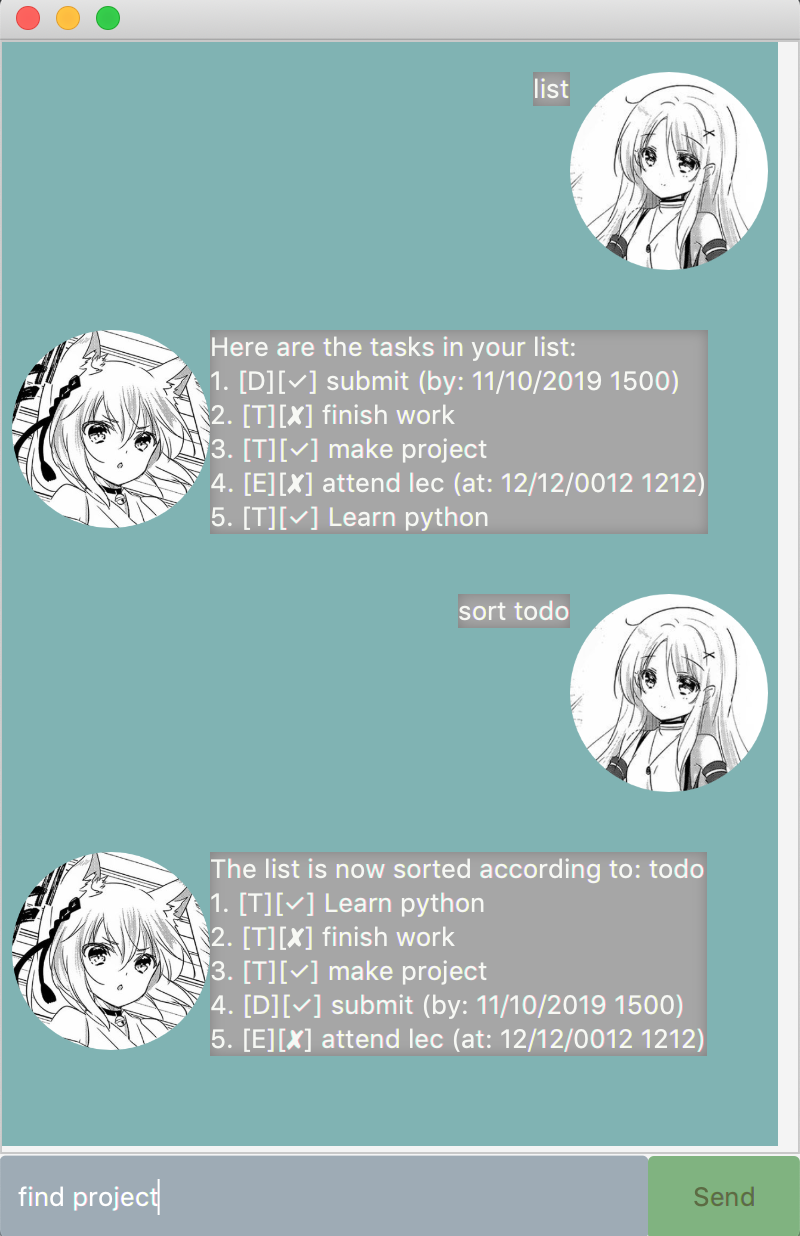 list
Here are the tasks in your list:
1. [D][✓] submit (by: 11/10/2019 1500)
2. [T][✗] finish work
3. [T][✓] make project
4. [E][✗] attend lec (at: 12/12/0012 1212)
5. [T][✓] Learn python
sort todo
The list is now sorted according to: todo
1. [T][✓] Learn python
2. [T][✗] finish work
3. [T][✓] make project
4. [D][✓] submit (by: 11/10/2019 1500)
5. [E][✗] attend lec (at: 12/12/0012 1212)
find project
Send